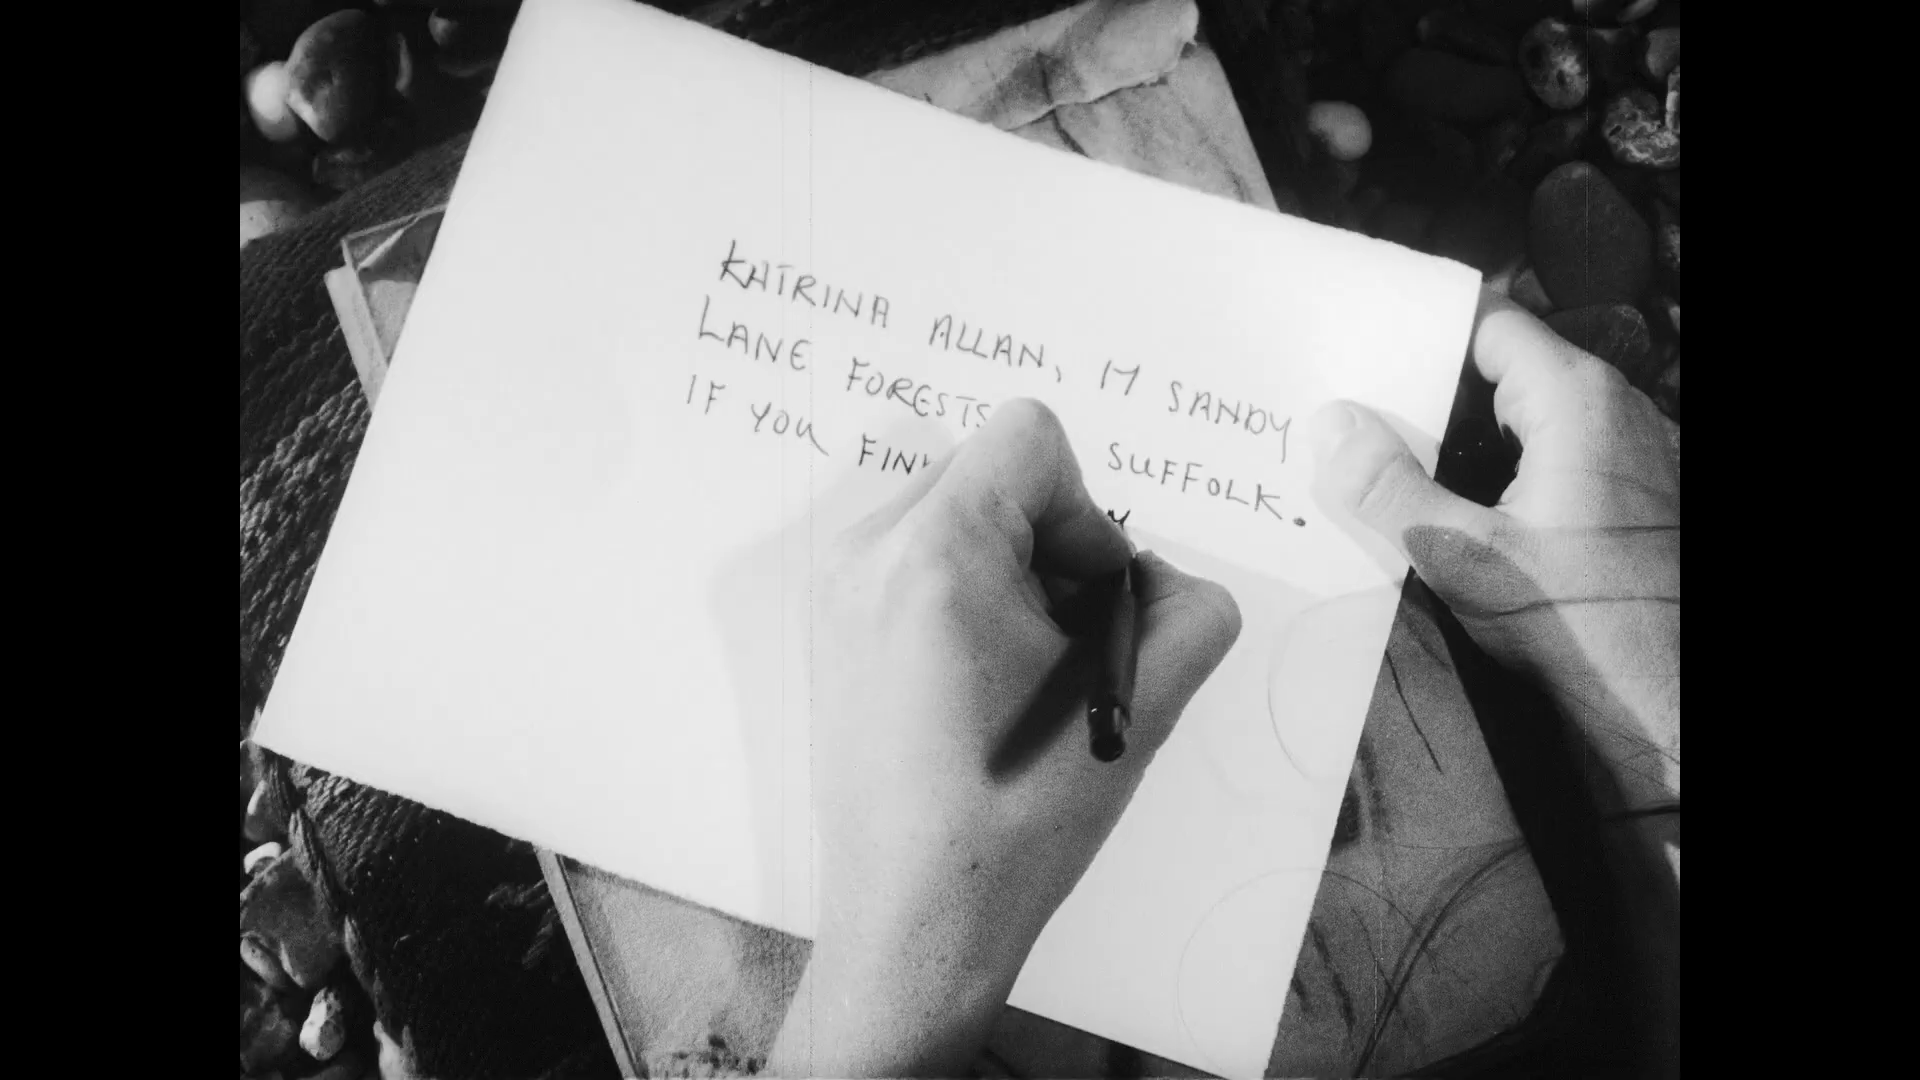 KATRINA ALLAN, 17 SANDY
LANE FORESTS SUFFOLK.
IF YOU